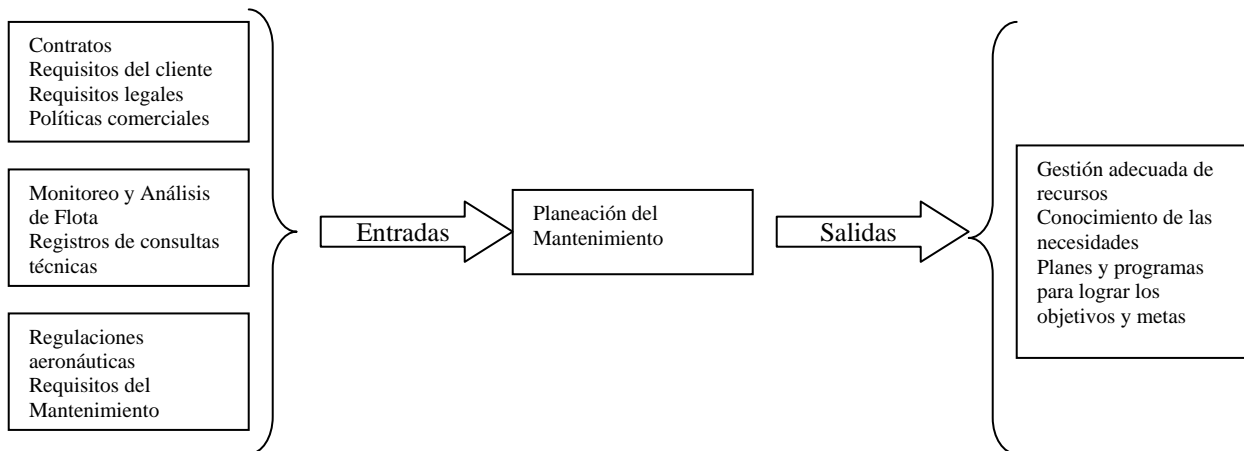 Contratos
Requisitos del cliente
Requisitos legales
Políticas comerciales
Monitoreo y Análisis
de Flota
Registros de consultas
técnicas
Regulaciones
aeronáuticas
Requisitos del
Mantenimiento
Entradas
Planeación del
Mantenimiento
Salidas
Gestión adecuada de
recursos
Conocimiento de las
necesidades
Planes y programas
para lograr los
objetivos y metas